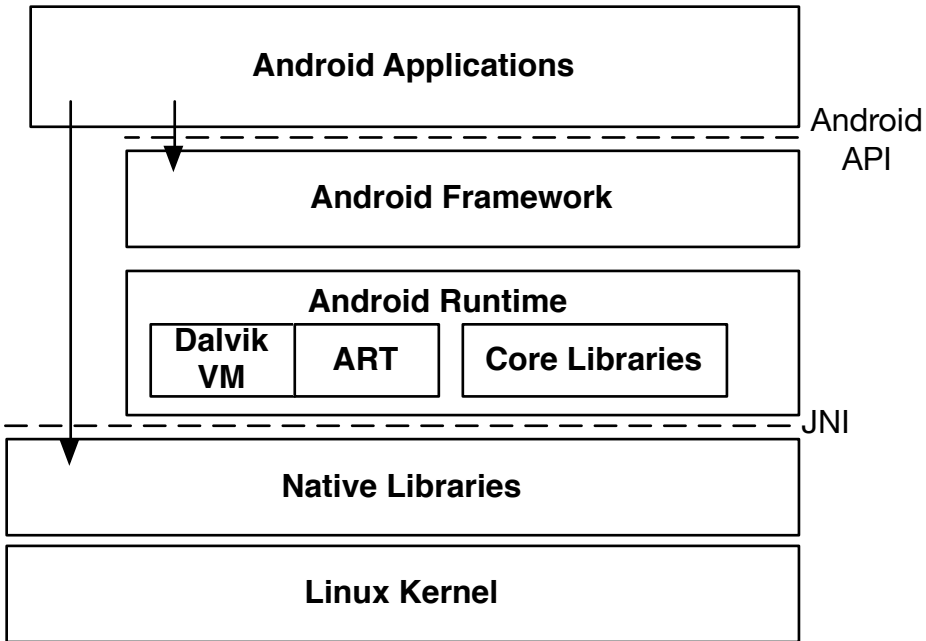 Android Applications
Android
API
Android Framework
Android Runtime
Dalvik
VM
ART
Core Libraries
JNI
Native Libraries
Linux Kernel